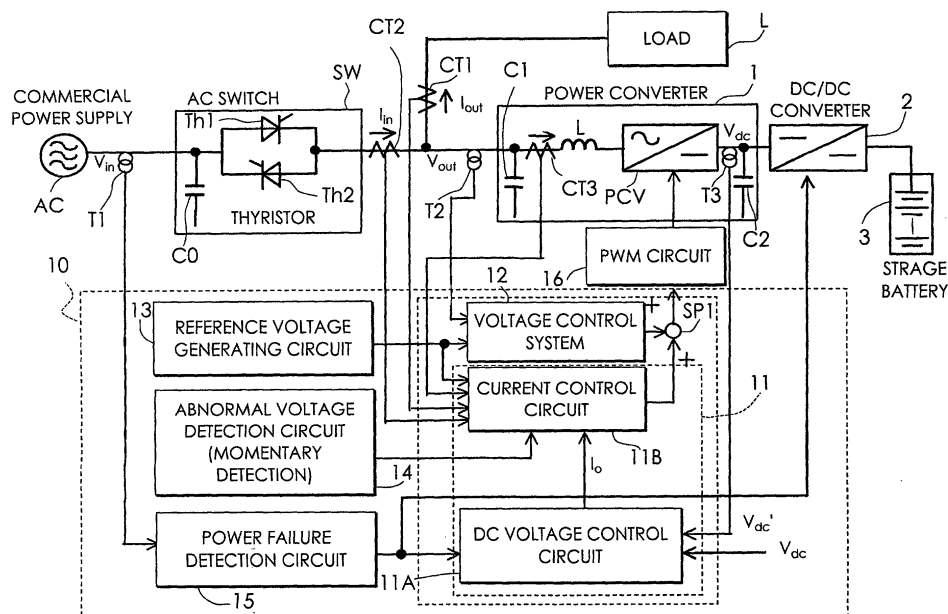 CT2
L
LOAD
SW
CT1
C1
1
DC/DC
CONVERTER
COMMERCIAL
POWER SUPPLY
AC SWITCH
Th1
Iin
Iout
POWER CONVERTER
2
L
Vdc
Vin
Vout
AC
T1
Th2
THYRISTOR
C0
T2
CT3
PCV
T3
C2
3
STRAGE
BATTERY
16
PWM CIRCUIT
10
12
13
REFERENCE VOLTAGE
GENERATING CIRCUIT
VOLTAGE CONTROL
SYSTEM
+
SP1
+
ABNORMAL VOLTAGE
DETECTION CIRCUIT
(MOMENTARY
DETECTION)
14
CURRENT CONTROL
CIRCUIT
11
11B
Io
POWER FAILURE
DETECTION CIRCUIT
15
11A
DC VOLTAGE CONTROL
CIRCUIT
Vdc'
Vdc